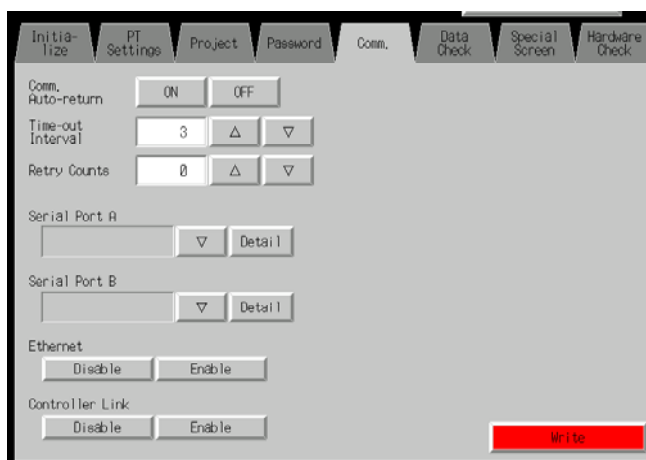 Initia-
lize
PT
Settings
Project
Password
Comm.
Data
Check
Special
Screen
Hardware
Check
Comm.
Auto-return
ON
OFF
Time-out
Interval
3
△
▽
Retry Counts
0
△
▽
Serial Port A
▽
Detail
Serial Port B
▽
Detail
Ethernet
Disable
Enable
Controller Link
Disable
Enable
Write